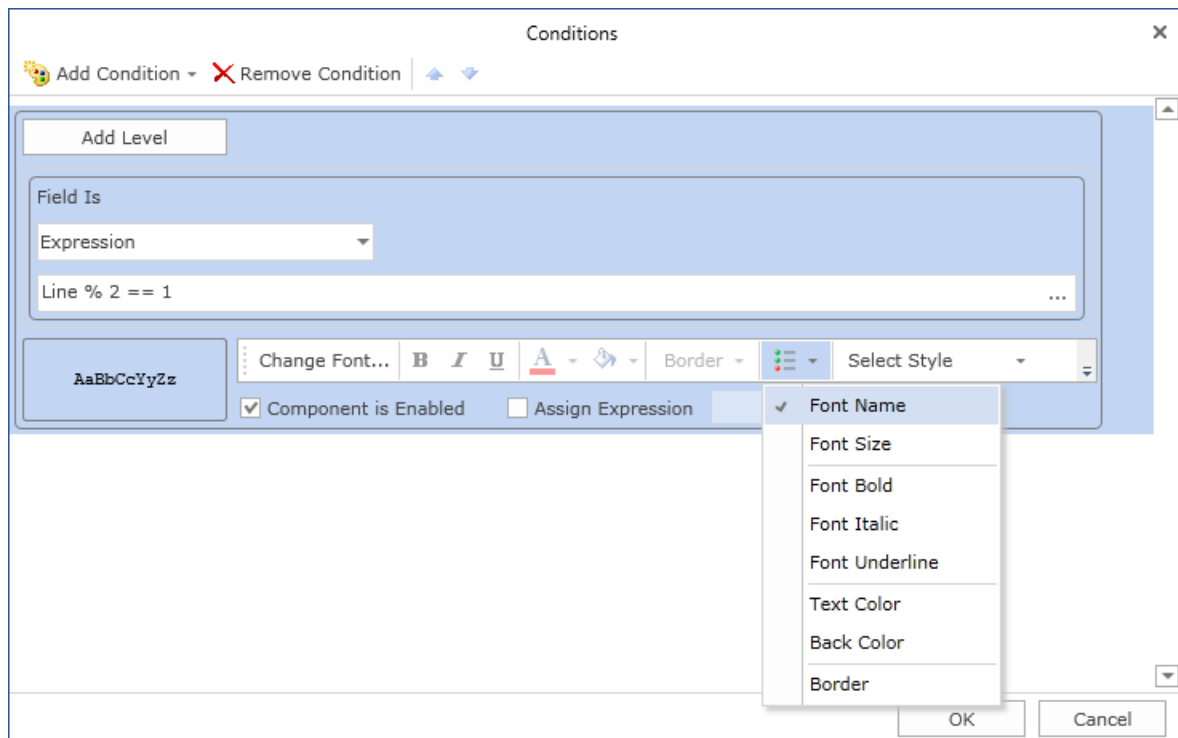 Conditions
Add Condition Remove Condition
Add Level
Field Is
Expression
Line % 2 == 1
...
AaBbCcYyZz
Change Font... B I U A Border Select Style
Component is Enabled Assign Expression
Font Name
Font Size
Font Bold
Font Italic
Font Underline
Text Color
Back Color
Border
OK Cancel